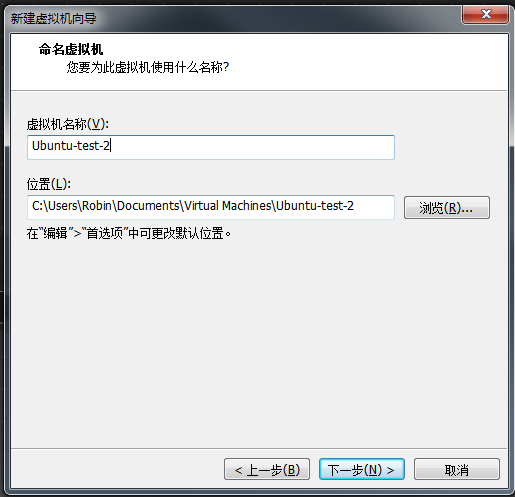 新建虚拟机向导
命名虚拟机
您要为此虚拟机使用什么名称?
虚拟机名称(V):
Ubuntu-test-2
位置(L):
C:\Users\Robin\Documents\Virtual Machines\Ubuntu-test-2
浏览(R)...
在"编辑">"首选项"中可更改默认位置。
< 上一步(B)
下一步(N) >
取消